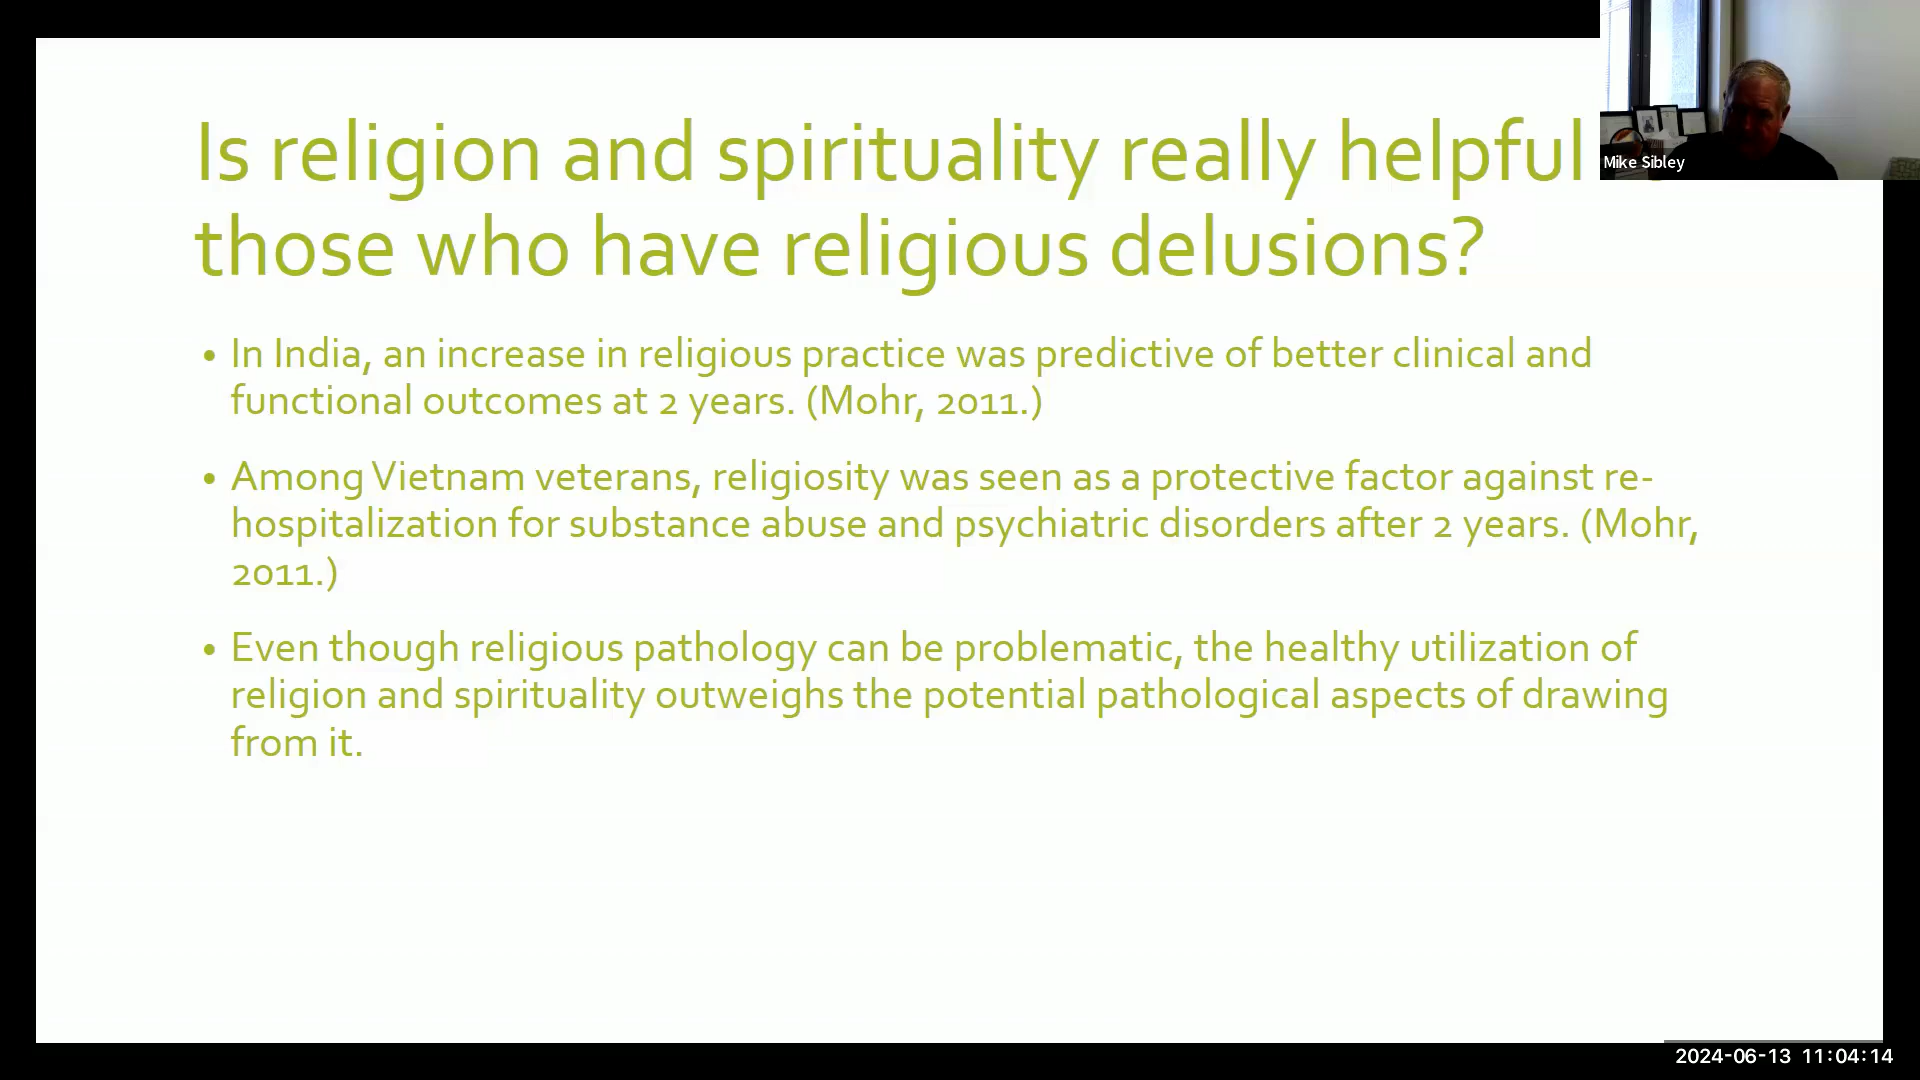 Is religion and spirituality really helpful
those who have religious delusions?
• In India, an increase in religious practice was predictive of better clinical and
functional outcomes at 2 years. (Mohr, 2011.)
• Among Vietnam veterans, religiosity was seen as a protective factor against re-
hospitalization for substance abuse and psychiatric disorders after 2 years. (Mohr,
2011.)
• Even though religious pathology can be problematic, the healthy utilization of
religion and spirituality outweighs the potential pathological aspects of drawing
from it.
Mike Sibley
2024-06-13 11:04:14